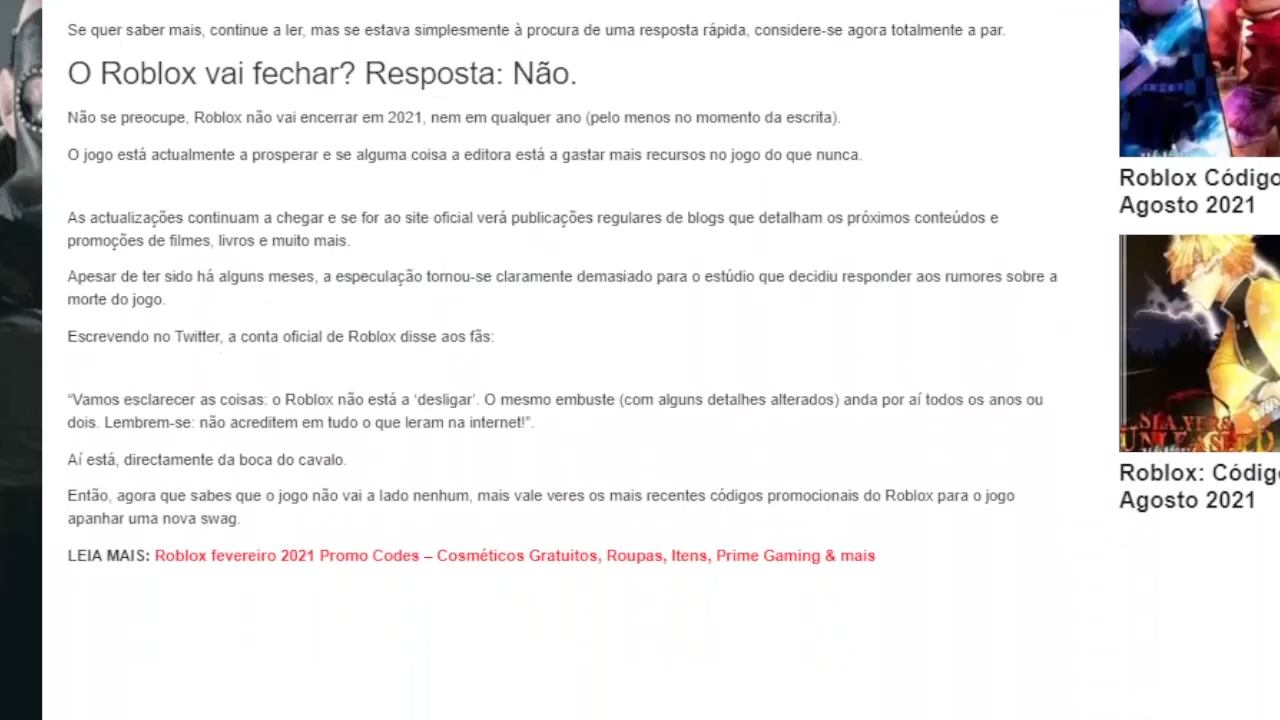 Se quer saber mais, continue a ler, mas se estava simplesmente à procura de uma resposta rápida, considere-se agora totalmente a par.
O Roblox vai fechar? Resposta: Não.
Não se preocupe, Roblox não vai encerrar em 2021, nem em qualquer ano (pelo menos no momento da escrita).
O jogo está actualmente a prosperar e se alguma coisa a editora está a gastar mais recursos no jogo do que nunca.
As actualizações continuam a chegar e se for ao site oficial verá publicações regulares de blogs que detalham os próximos conteúdos e
promoções de filmes, livros e muito mais.
Apesar de ter sido há alguns meses, a especulação tornou-se claramente demasiado para o estúdio que decidiu responder aos rumores sobre a
morte do jogo.
Escrevendo no Twitter, a conta oficial de Roblox disse aos fãs:
“Vamos esclarecer as coisas: o Roblox não está a ‘desligar’. O mesmo embuste (com alguns detalhes alterados) anda por aí todos os anos ou
dois. Lembrem-se: não acreditem em tudo o que leram na internet!”.
Aí está, directamente da boca do cavalo.
Então, agora que sabes que o jogo não vai a lado nenhum, mais vale veres os mais recentes códigos promocionais do Roblox para o jogo
apanhar uma nova swag.
LEIA MAIS: Roblox fevereiro 2021 Promo Codes – Cosméticos Gratuitos, Roupas, Itens, Prime Gaming & mais
Roblox Código
Agosto 2021
SLAYERS
UNLEASHED
Roblox: Códig
Agosto 2021